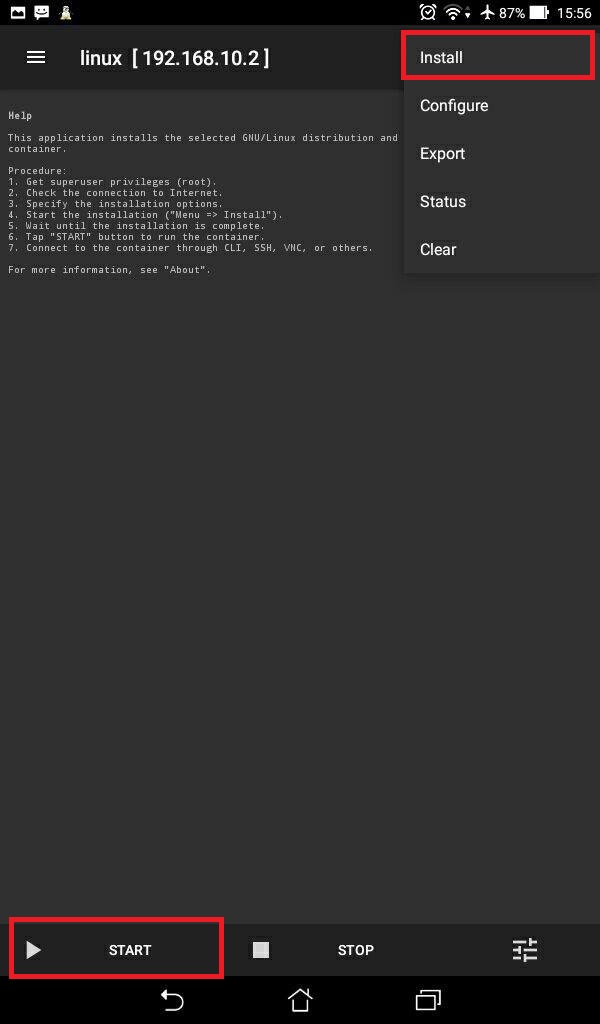 87% 15:56
linux [ 192.168.10.2 ]
Install
Configure
Export
Status
Clear
Help
This application installs the selected GNU/Linux distribution and
container.
Procedure:
1. Get superuser privileges (root).
2. Check the connection to Internet.
3. Specify the installation options.
4. Start the installation ("Menu => Install").
5. Wait until the installation is complete.
6. Tap "START" button to run the container.
7. Connect to the container through CLI, SSH, VNC, or others.
For more information, see "About".
START STOP